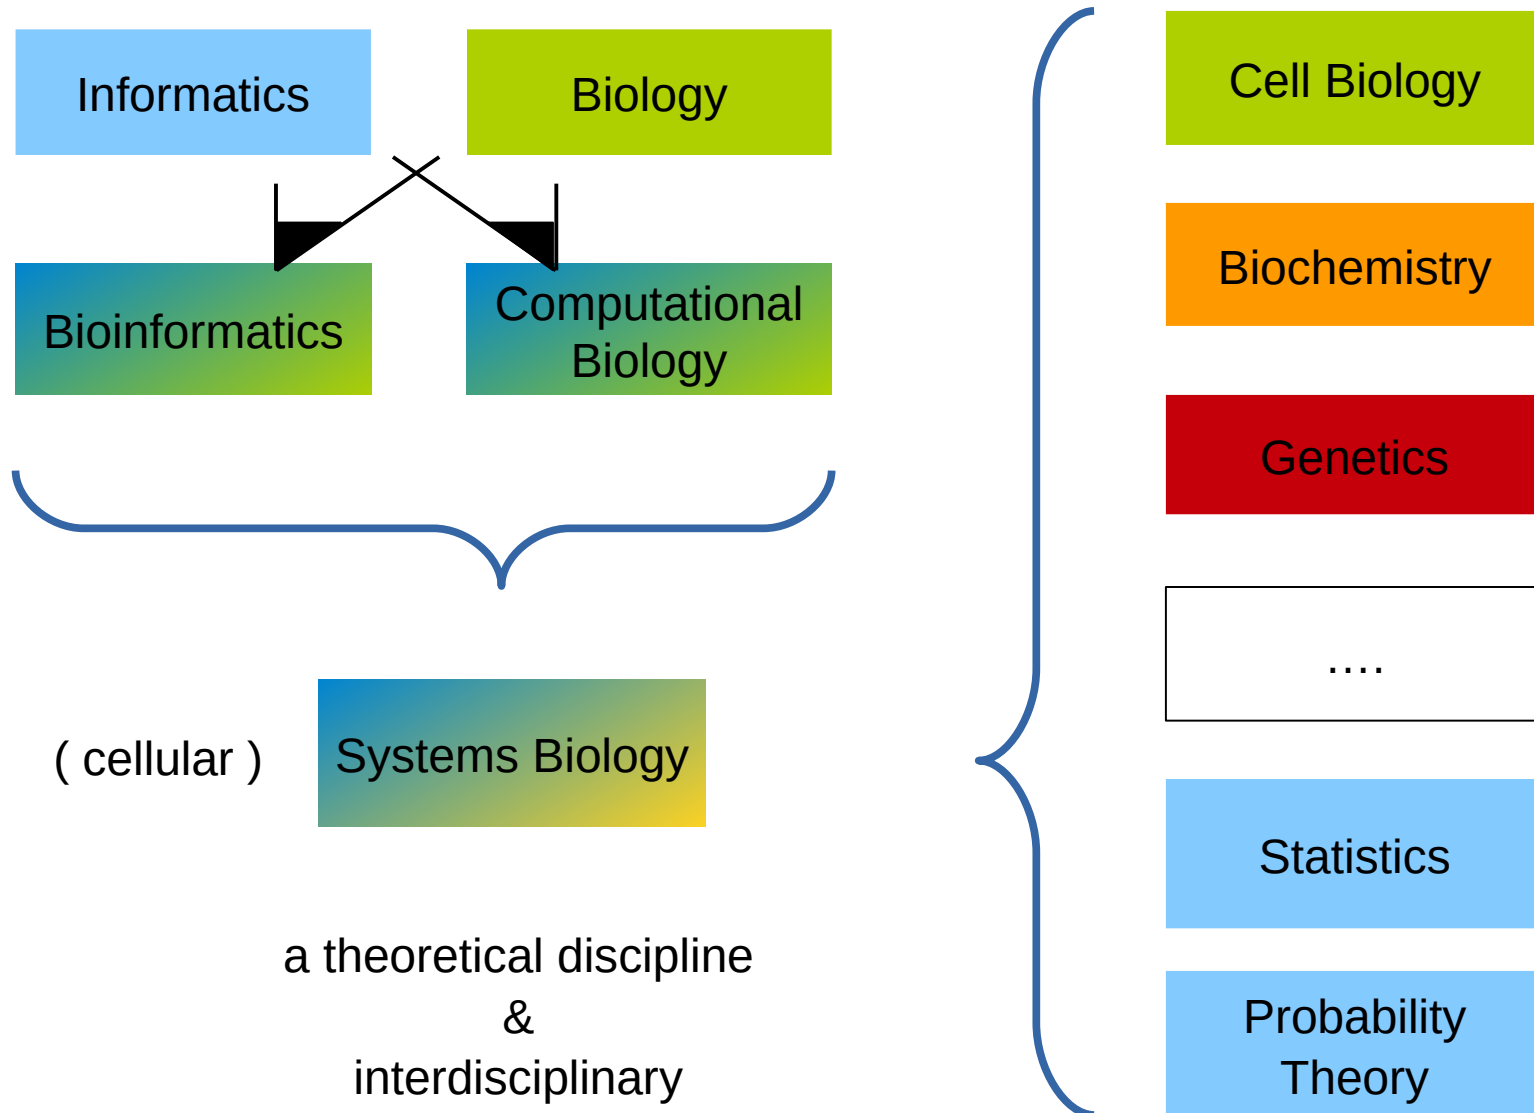 Informatics
Biology
Bioinformatics
Computational
Biology
( cellular )
Systems Biology
a theoretical discipline
&
interdisciplinary
Cell Biology
Biochemistry
Genetics
....
Statistics
Probability
Theory